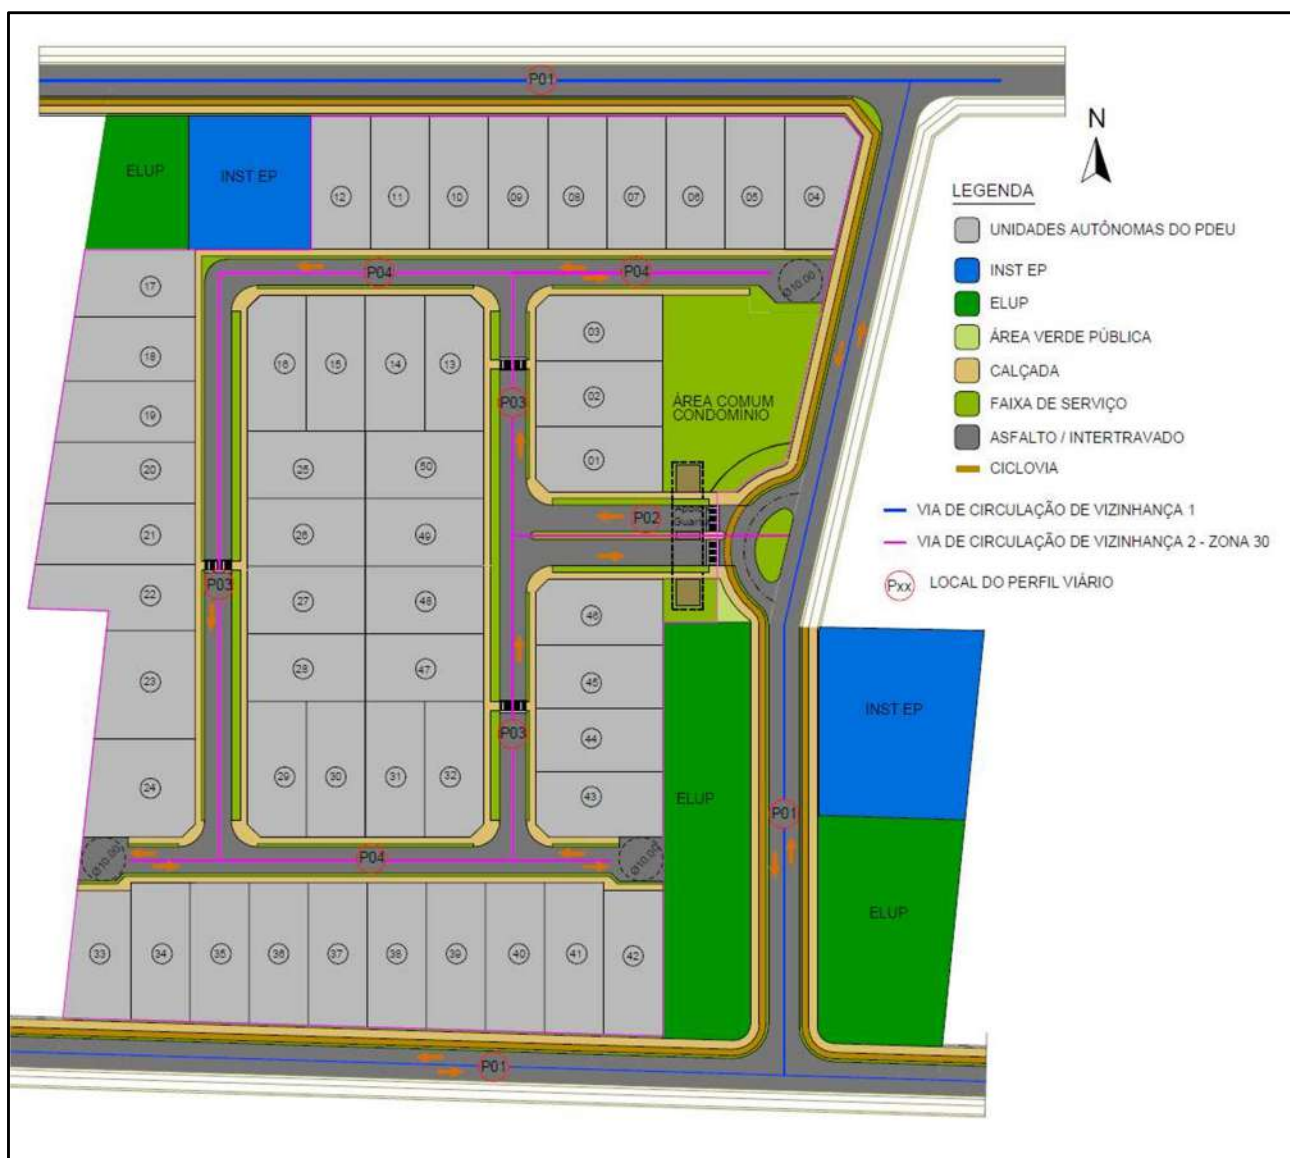 P01
N
ELUP
INST EP
12
11
10
09
08
07
06
05
04
LEGENDA
UNIDADES AUTÔNOMAS DO PDEU
INST EP
ELUP
ÁREA VERDE PÚBLICA
CALÇADA
FAIXA DE SERVIÇO
ASFALTO / INTERTRAVADO
CICLOVIA
VIA DE CIRCULAÇÃO DE VIZINHANÇA 1
VIA DE CIRCULAÇÃO DE VIZINHANÇA 2 - ZONA 30
Pxx
LOCAL DO PERFIL VIÁRIO
P04
P04
Ø10.00
17
18
19
20
21
22
23
24
16
15
14
13
03
02
01
P03
ÁREA COMUM
CONDOMÍNIO
25
50
26
49
27
48
28
47
P02
P03
46
45
44
43
P03
29
30
31
32
ELUP
P01
INST EP
ELUP
Ø10.00
P04
Ø10.00
33
34
35
36
37
38
39
40
41
42
P01